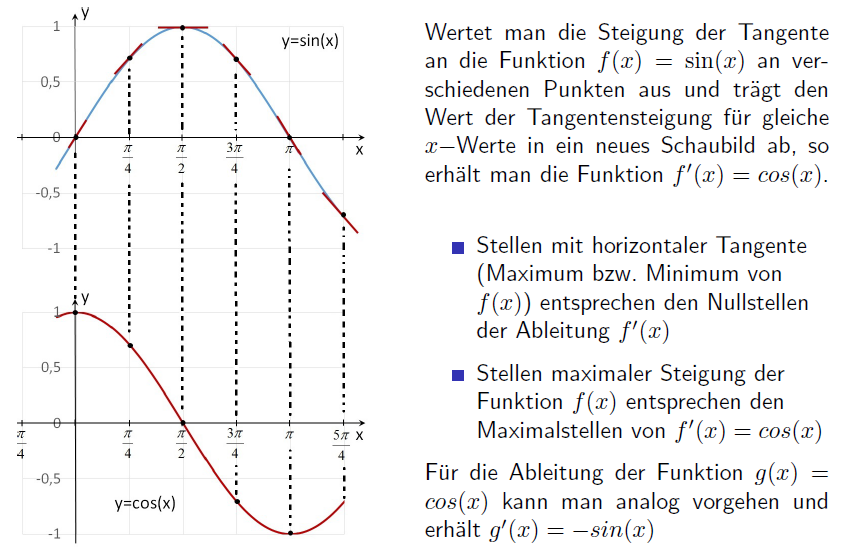 y
1
y=sin(x)
0,5
0
π/4
π/2
3π/4
π
x
-0,5
-1
y
1
0,5
0
π/4
π/4
π/2
3π/4
π
5π/4
x
-0,5
y=cos(x)
-1
Wertet man die Steigung der Tangente
an die Funktion f(x) = sin(x) an ver-
schiedenen Punkten aus und trägt den
Wert der Tangentensteigung für gleiche
x−Werte in ein neues Schaubild ab, so
erhält man die Funktion f′(x) = cos(x).
Stellen mit horizontaler Tangente
(Maximum bzw. Minimum von
f(x)) entsprechen den Nullstellen
der Ableitung f′(x)
Stellen maximaler Steigung der
Funktion f(x) entsprechen den
Maximalstellen von f′(x) = cos(x)
Für die Ableitung der Funktion g(x) =
cos(x) kann man analog vorgehen und
erhält g′(x) = −sin(x)